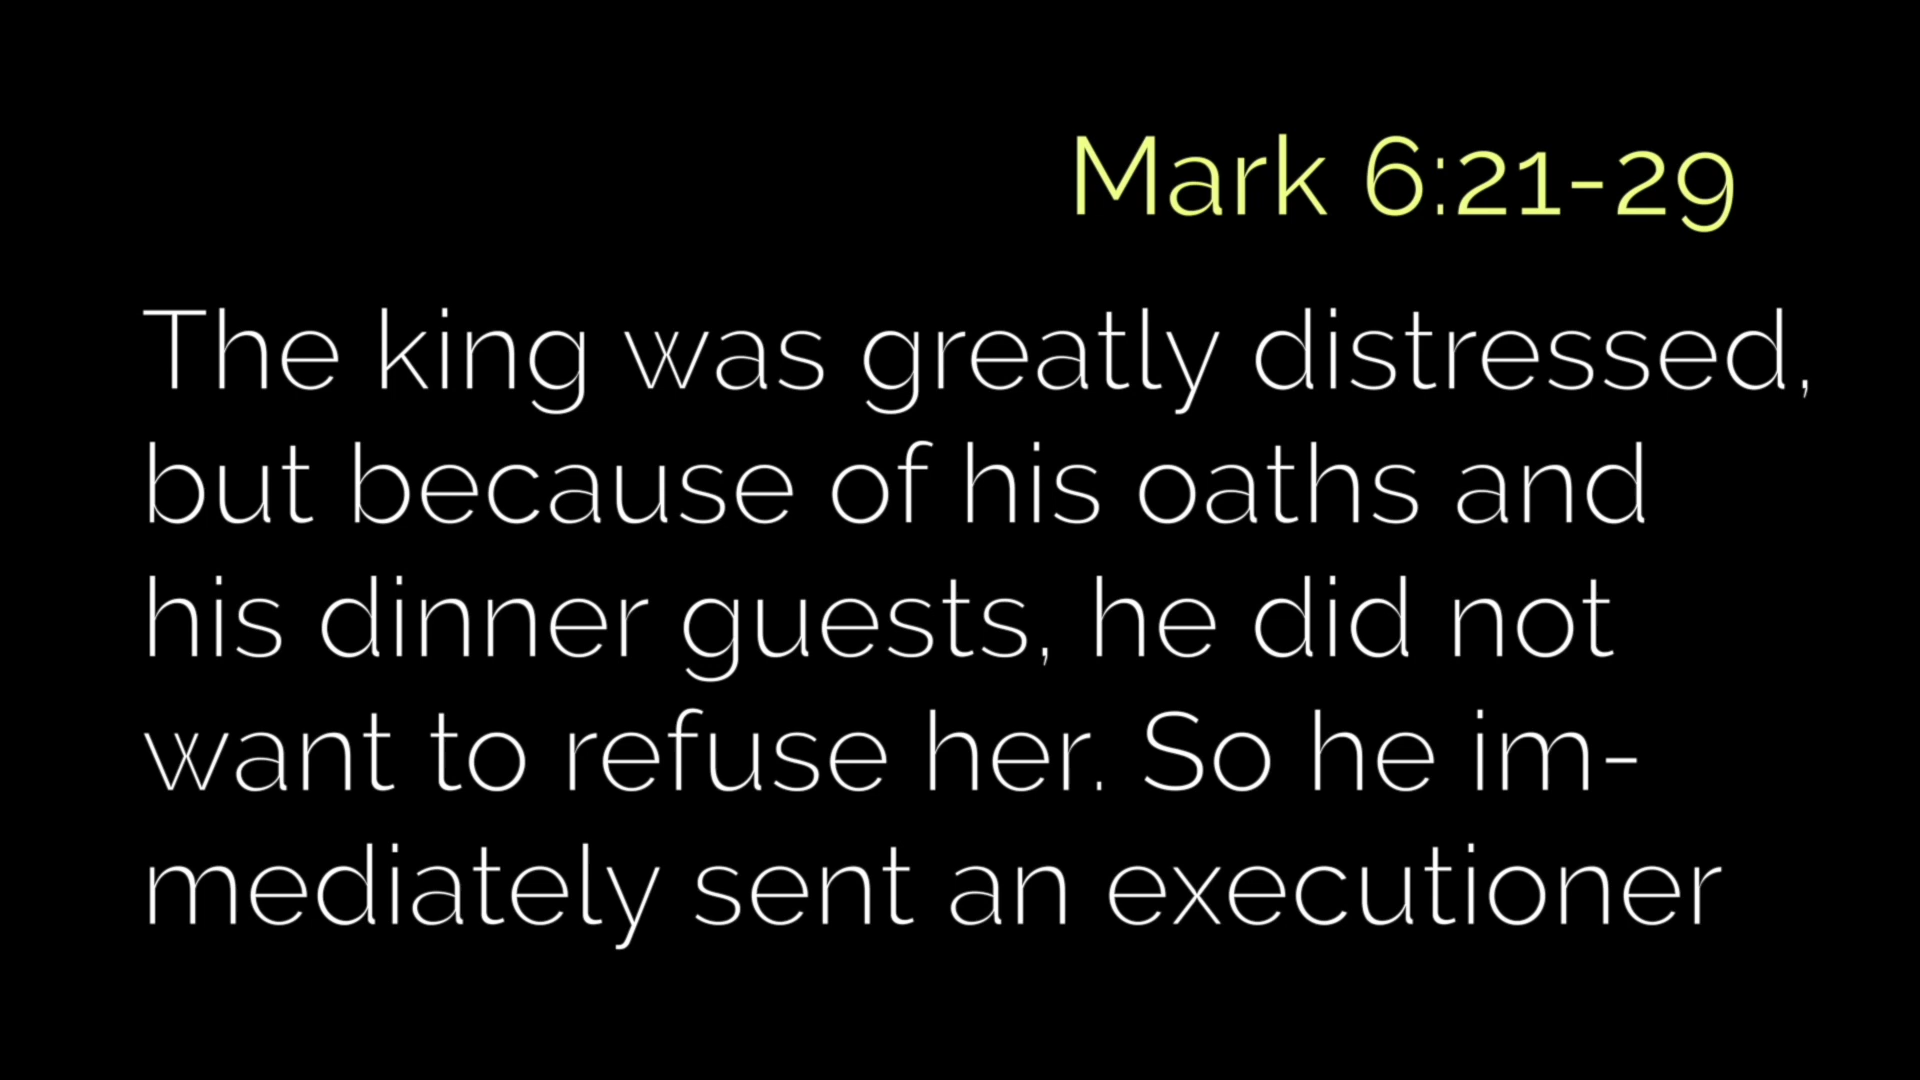 Mark 6:21-29
The king was greatly distressed,
but because of his oaths and
his dinner guests, he did not
want to refuse her. So he im-
mediately sent an executioner